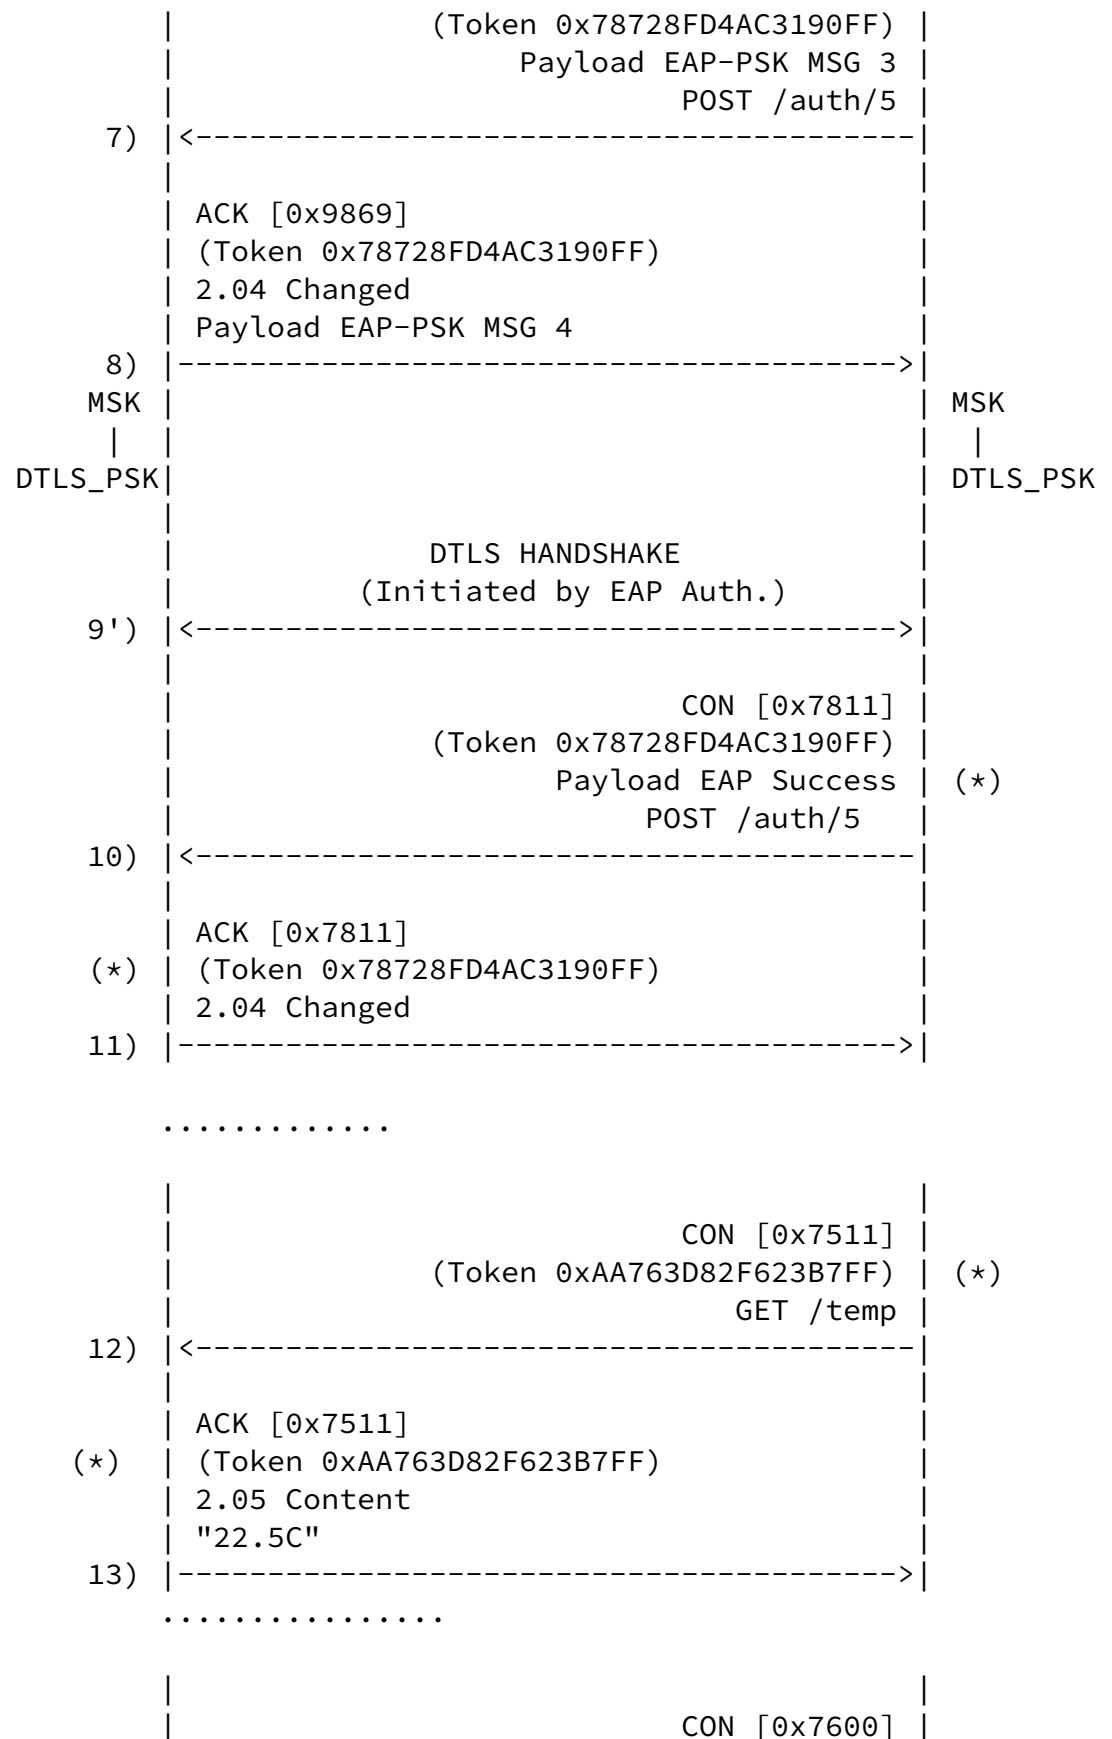 (Token 0x78728FD4AC3190FF) |
| Payload EAP-PSK MSG 3 |
| POST /auth/5 |
7) |<----------------------------------------|
| |
| ACK [0x9869] |
| (Token 0x78728FD4AC3190FF) |
| 2.04 Changed |
| Payload EAP-PSK MSG 4 |
8) |---------------------------------------->|
MSK | | MSK
| | | |
DTLS_PSK| | DTLS_PSK
| |
| DTLS HANDSHAKE |
| (Initiated by EAP Auth.) |
9') |<--------------------------------------->|
| |
| CON [0x7811] |
| (Token 0x78728FD4AC3190FF) |
| Payload EAP Success | (*)
| POST /auth/5 |
10) |<----------------------------------------|
| |
| ACK [0x7811] |
(*) | (Token 0x78728FD4AC3190FF) |
| 2.04 Changed |
11) |---------------------------------------->|
.............
| |
| CON [0x7511] |
| (Token 0xAA763D82F623B7FF) | (*)
| GET /temp |
12) |<----------------------------------------|
| |
| ACK [0x7511] |
(*) | (Token 0xAA763D82F623B7FF) |
| 2.05 Content |
| "22.5C" |
13) |---------------------------------------->|
................
| |
| CON [0x7600] |